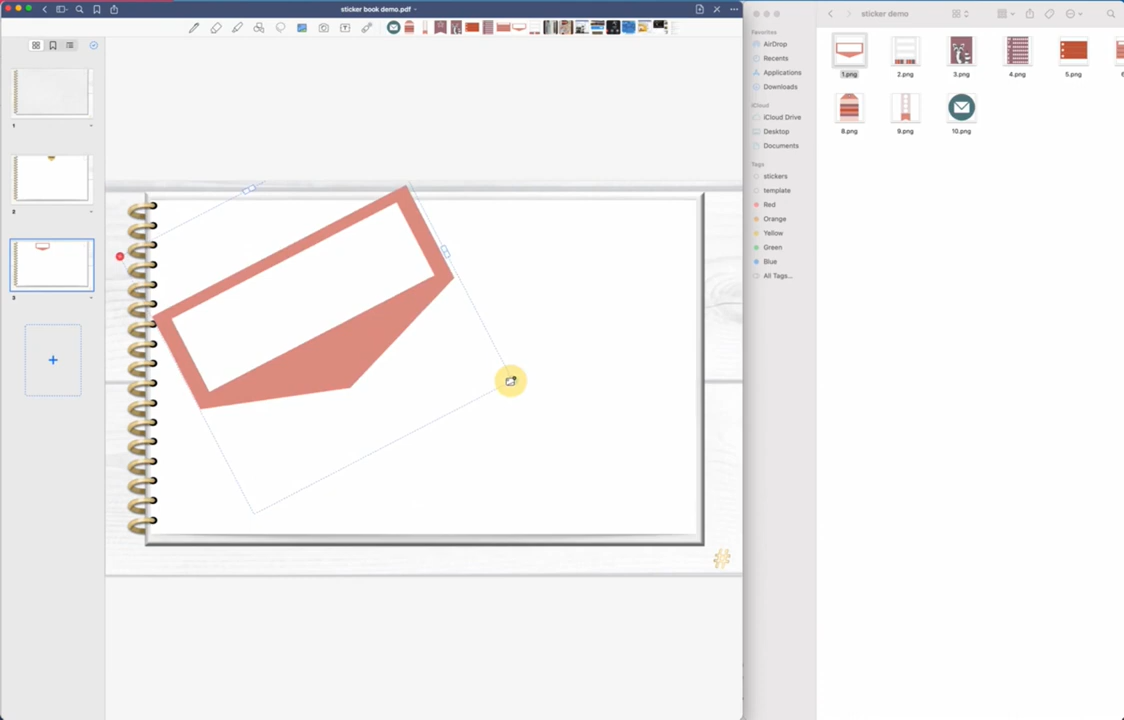 sticker book demo.pdf
1
2
3
#
sticker demo
Favorites
AirDrop
Recents
Applications
Downloads
iCloud
iCloud Drive
Desktop
Documents
Tags
stickers
template
Red
Orange
Yellow
Green
Blue
All Tags...
1.png
2.png
3.png
4.png
5.png
6
8.png
9.png
10.png